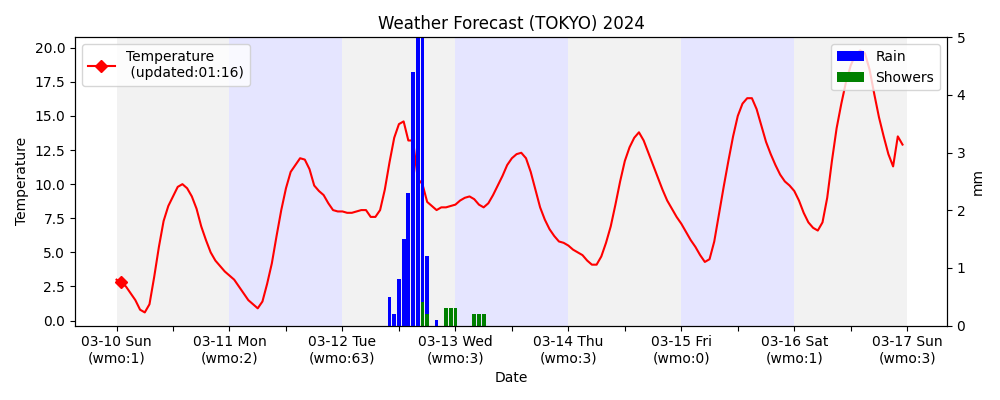 Weather Forecast (TOKYO) 2024
Temperature
(updated:01:16)
Rain
Showers
20.0
17.5
15.0
12.5
10.0
7.5
5.0
2.5
0.0
Temperature
5
4
3
2
1
0
mm
03-10 Sun
(wmo:1)
03-11 Mon
(wmo:2)
03-12 Tue
(wmo:63)
03-13 Wed
(wmo:3)
03-14 Thu
(wmo:3)
03-15 Fri
(wmo:0)
03-16 Sat
(wmo:1)
03-17 Sun
(wmo:3)
Date